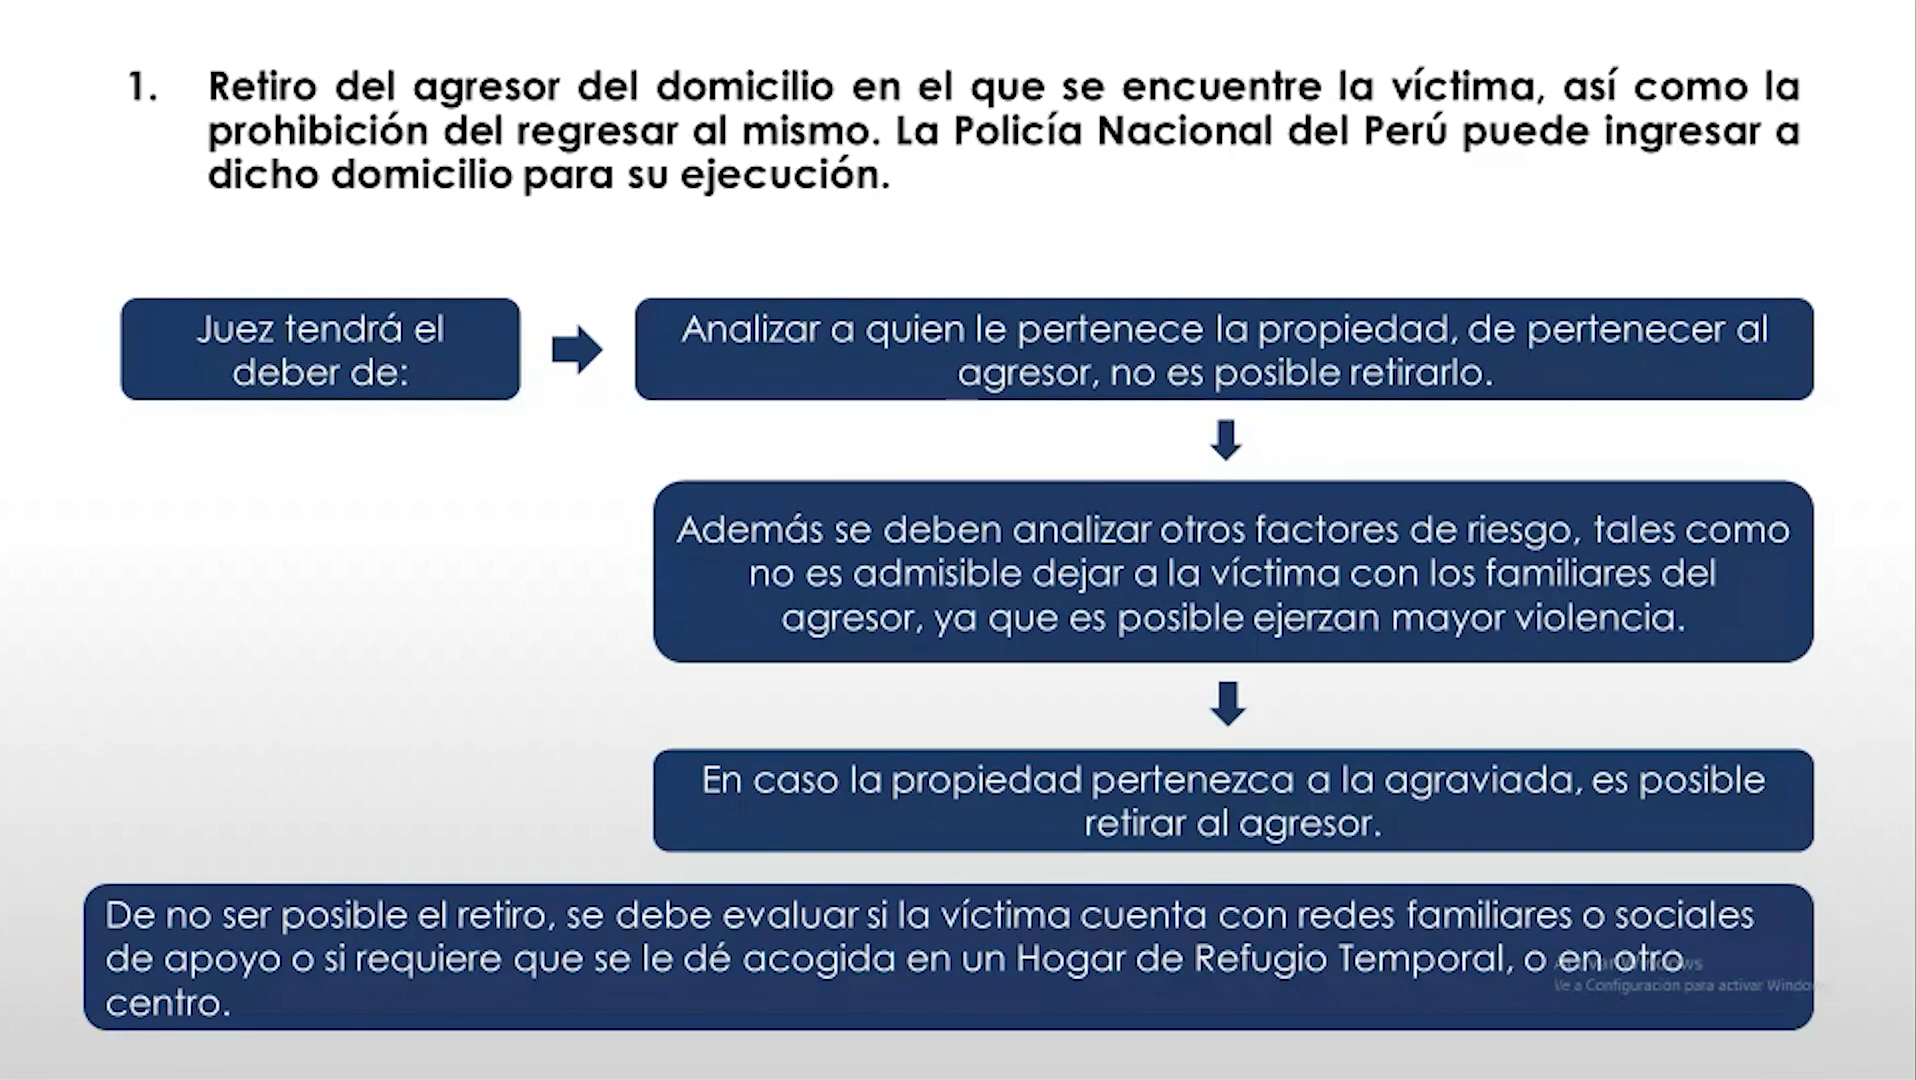 1. Retiro del agresor del domicilio en el que se encuentre la víctima, así como la
prohibición del regresar al mismo. La Policía Nacional del Perú puede ingresar a
dicho domicilio para su ejecución.
Juez tendrá el
deber de:
Analizar a quien le pertenece la propiedad, de pertenecer al
agresor, no es posible retirarlo.
Además se deben analizar otros factores de riesgo, tales como
no es admisible dejar a la víctima con los familiares del
agresor, ya que es posible ejerzan mayor violencia.
En caso la propiedad pertenezca a la agraviada, es posible
retirar al agresor.
De no ser posible el retiro, se debe evaluar si la víctima cuenta con redes familiares o sociales
de apoyo o si requiere que se le dé acogida en un Hogar de Refugio Temporal, o en otro
centro.
Ve a Configuración para activar